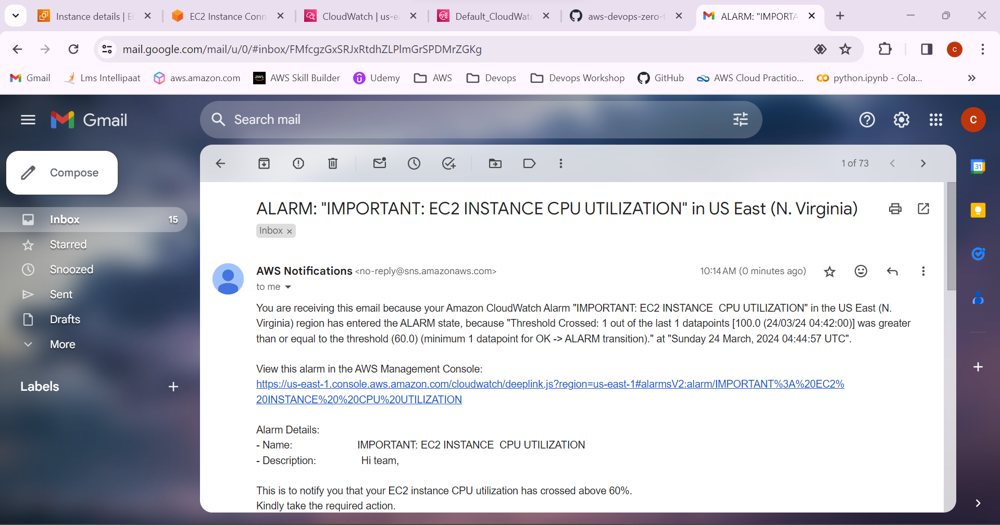 Instance details | EC
EC2 Instance Conn
CloudWatch | us-ea
Default_CloudWatc
aws-devops-zero-t
ALARM: "IMPORTA
mail.google.com/mail/u/0/#inbox/FMfcgzGxSRJxRtdhZLPlmGrSPDMrZGKg
C
Gmail
Lms Intellipaat
aws.amazon.com
aws
AWS Skill Builder
Udemy
AWS
Devops
Devops Workshop
GitHub
AWS Cloud Practitio...
python.ipynb - Cola...
Gmail
Search mail
C
Compose
1 of 73
31
Inbox 15
Starred
Snoozed
Sent
Drafts
More
Labels
ALARM: "IMPORTANT: EC2 INSTANCE CPU UTILIZATION" in US East (N. Virginia)
Inbox ×
AWS Notifications <no-reply@sns.amazonaws.com>
10:14 AM (0 minutes ago)
to me
You are receiving this email because your Amazon CloudWatch Alarm "IMPORTANT: EC2 INSTANCE  CPU UTILIZATION" in the US East (N.
Virginia) region has entered the ALARM state, because "Threshold Crossed: 1 out of the last 1 datapoints [100.0 (24/03/24 04:42:00)] was greater
than or equal to the threshold (60.0) (minimum 1 datapoint for OK -> ALARM transition)." at "Sunday 24 March, 2024 04:44:57 UTC".
View this alarm in the AWS Management Console:
https://us-east-1.console.aws.amazon.com/cloudwatch/deeplink.js?region=us-east-1#alarmsV2:alarm/IMPORTANT%3A%20EC2%
20INSTANCE%20%20CPU%20UTILIZATION
Alarm Details:
- Name: IMPORTANT: EC2 INSTANCE  CPU UTILIZATION
- Description: Hi team,
This is to notify you that your EC2 instance CPU utilization has crossed above 60%.
Kindly take the required action.